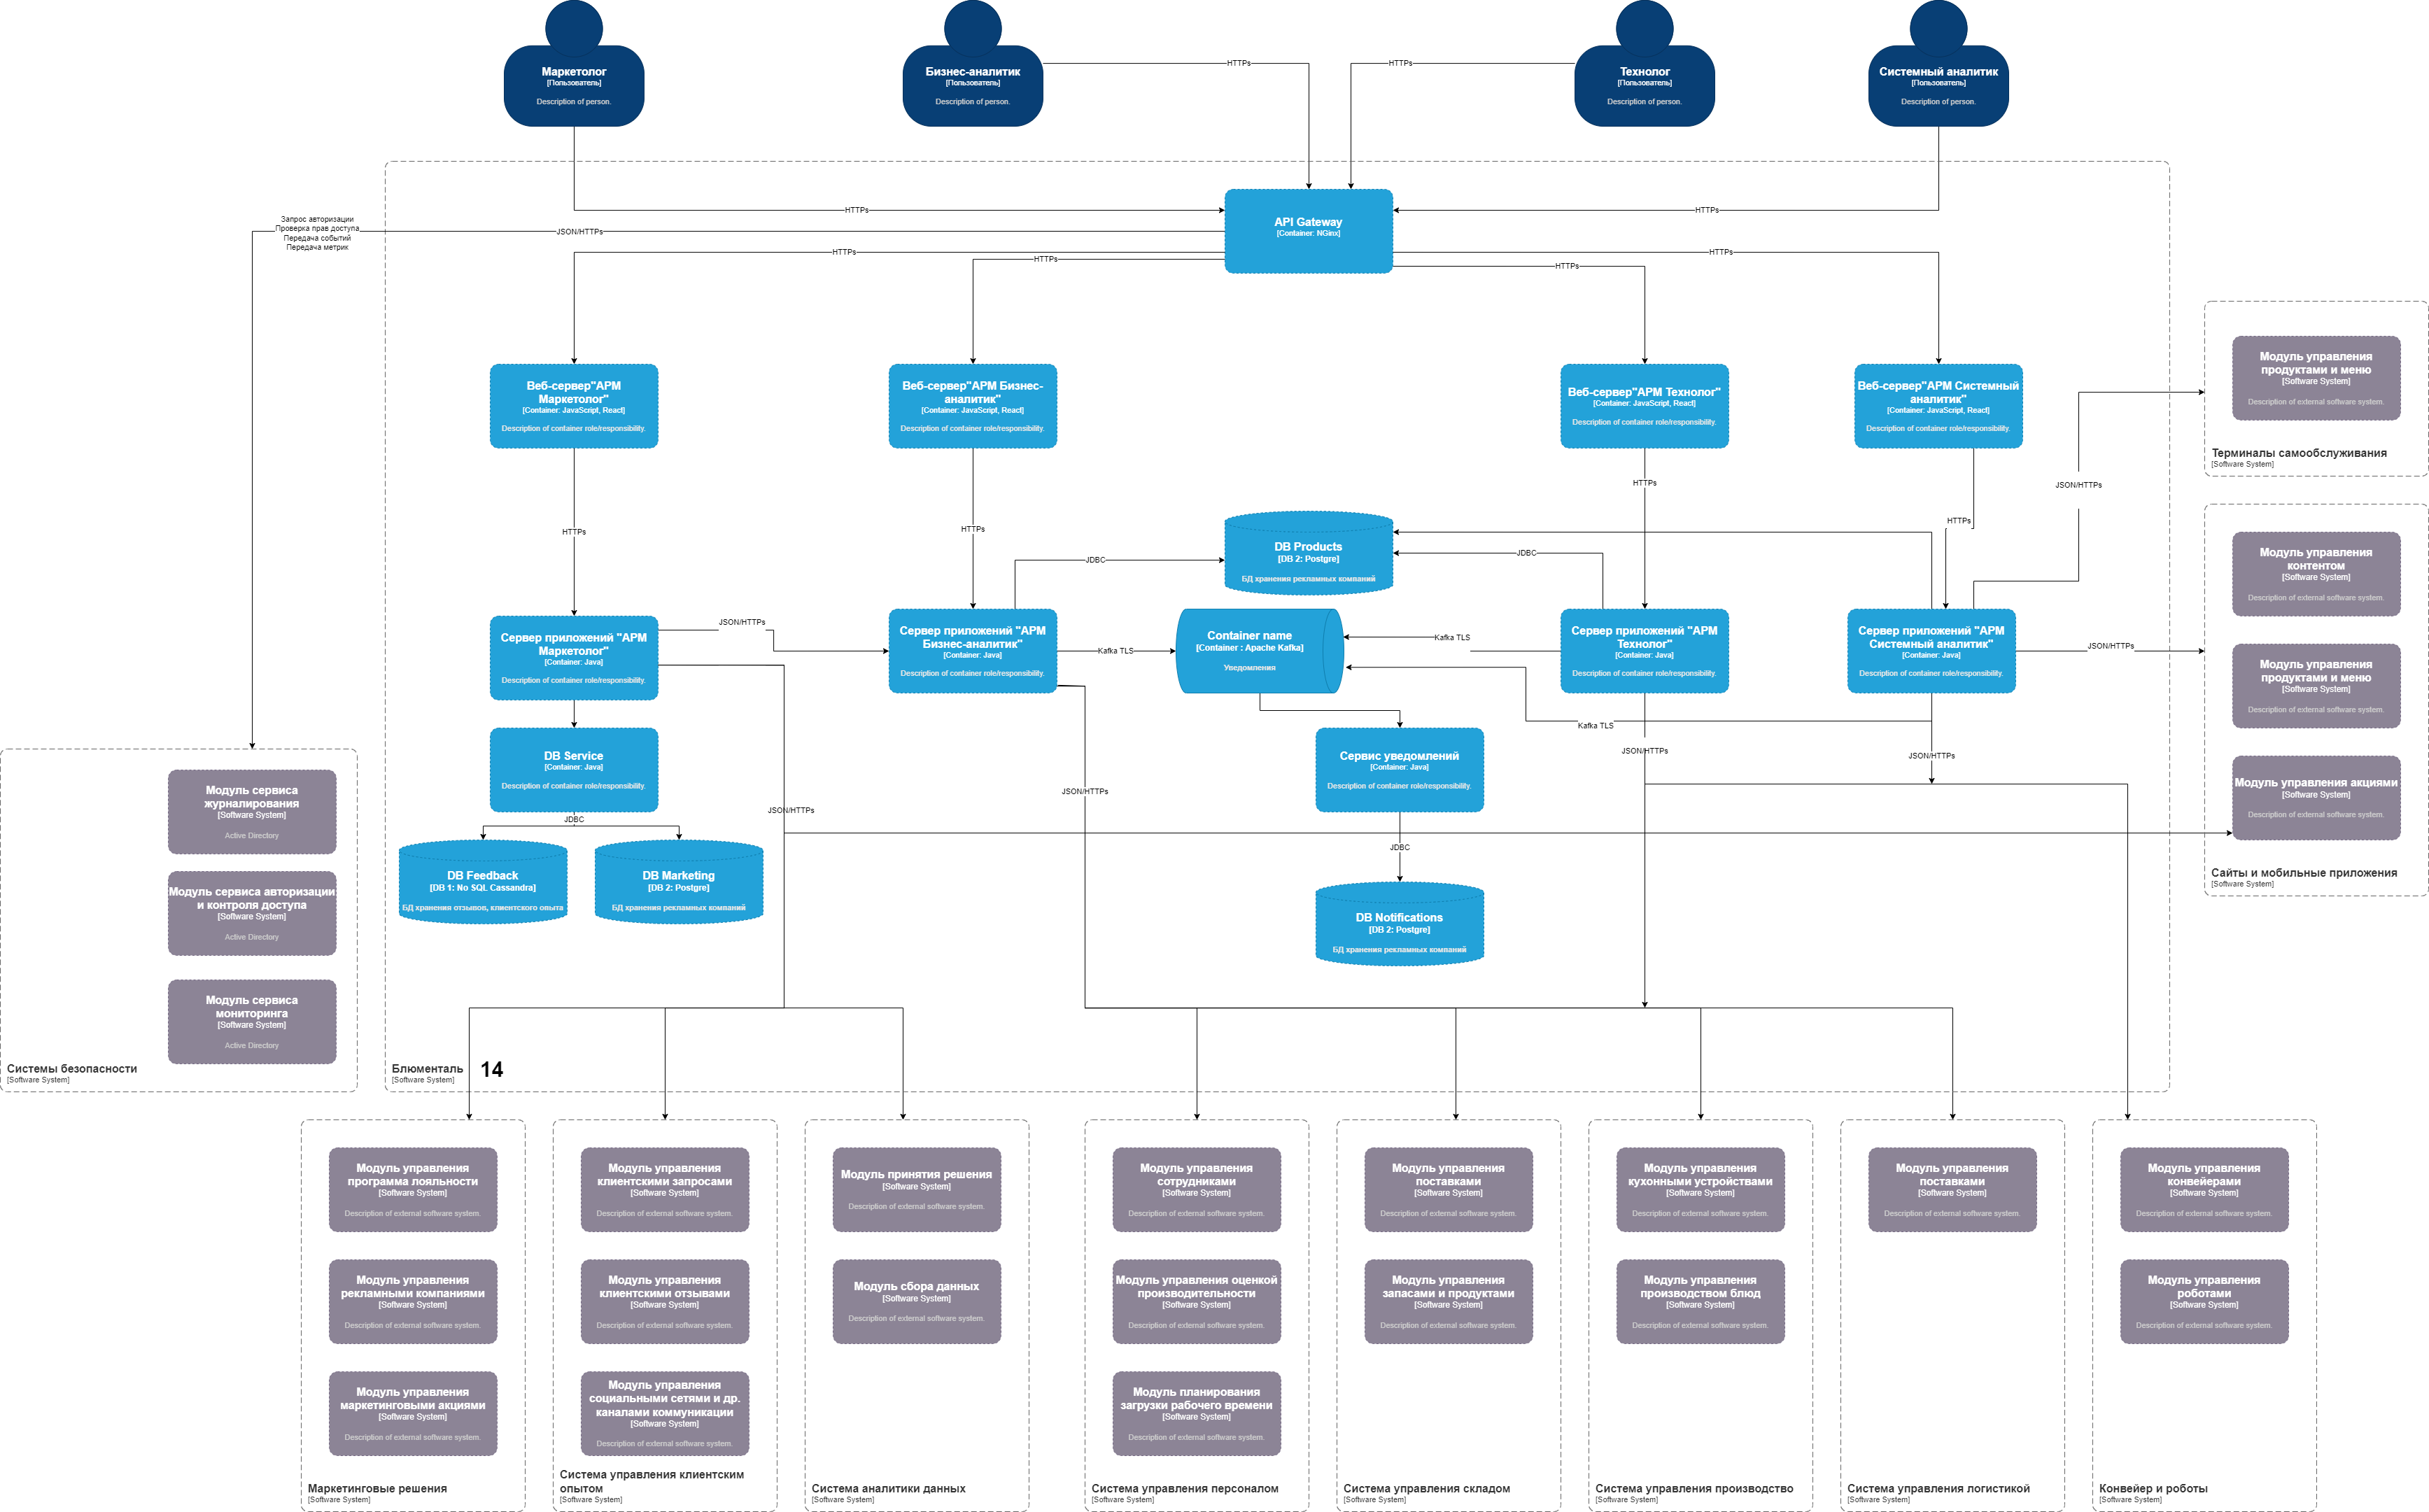 Маркетолог
[Пользователь]
Description of person.
Бизнес-аналитик
[Пользователь]
Description of person.
Технолог
[Пользователь]
Description of person.
Системный аналитик
[Пользователь]
Description of person.
HTTPs
HTTPs
HTTPs
HTTPs
API Gateway
[Container: NGinx]
Запрос авторизации
Проверка прав доступа
Передача событий
Передача метрик
JSON/HTTPs
HTTPs
HTTPs
HTTPs
HTTPs
Веб-сервер"АРМ
Маркетолог"
[Container: JavaScript, React]
Description of container role/responsibility.
Веб-сервер"АРМ Бизнес-
аналитик"
[Container: JavaScript, React]
Description of container role/responsibility.
Веб-сервер"АРМ Технолог"
[Container: JavaScript, React]
Description of container role/responsibility.
Веб-сервер"АРМ Системный
аналитик"
[Container: JavaScript, React]
Description of container role/responsibility.
Модуль управления
продуктами и меню
[Software System]
Description of external software system.
Терминалы самообслуживания
[Software System]
HTTPs
HTTPs
HTTPs
HTTPs
JSON/HTTPs
DB Products
[DB 2: Postgre]
БД хранения рекламных компаний
JDBC
JDBC
Модуль управления
контентом
[Software System]
Description of external software system.
Сервер приложений "АРМ
Маркетолог"
[Container: Java]
Description of container role/responsibility.
JSON/HTTPs
Сервер приложений "АРМ
Бизнес-аналитик"
[Container: Java]
Description of container role/responsibility.
Kafka TLS
Container name
[Container : Apache Kafka]
Уведомления
Kafka TLS
Сервер приложений "АРМ
Технолог"
[Container: Java]
Description of container role/responsibility.
Сервер приложений "АРМ
Системный аналитик"
[Container: Java]
Description of container role/responsibility.
JSON/HTTPs
Модуль управления
продуктами и меню
[Software System]
Description of external software system.
Kafka TLS
JSON/HTTPs
JSON/HTTPs
DB Service
[Container: Java]
Description of container role/responsibility.
Сервис уведомлений
[Container: Java]
Description of container role/responsibility.
JSON/HTTPs
JSON/HTTPs
Модуль управления акциями
[Software System]
Description of external software system.
Сайты и мобильные приложения
[Software System]
JDBC
JDBC
DB Feedback
[DB 1: No SQL Cassandra]
БД хранения отзывов, клиентского опыта
DB Marketing
[DB 2: Postgre]
БД хранения рекламных компаний
DB Notifications
[DB 2: Postgre]
БД хранения рекламных компаний
Модуль сервиса
журналирования
[Software System]
Active Directory
Модуль сервиса авторизации
и контроля доступа
[Software System]
Active Directory
Модуль сервиса
мониторинга
[Software System]
Active Directory
Системы безопасности
[Software System]
Блюменталь
[Software System]
14
Модуль управления
программа лояльности
[Software System]
Description of external software system.
Модуль управления
рекламными компаниями
[Software System]
Description of external software system.
Модуль управления
маркетинговыми акциями
[Software System]
Description of external software system.
Маркетинговые решения
[Software System]
Модуль управления
клиентскими запросами
[Software System]
Description of external software system.
Модуль управления
клиентскими отзывами
[Software System]
Description of external software system.
Модуль управления
социальными сетями и др.
каналами коммуникации
[Software System]
Description of external software system.
Система управления клиентским
опытом
[Software System]
Модуль принятия решения
[Software System]
Description of external software system.
Модуль сбора данных
[Software System]
Description of external software system.
Система аналитики данных
[Software System]
Модуль управления
сотрудниками
[Software System]
Description of external software system.
Модуль управления оценкой
производительности
[Software System]
Description of external software system.
Модуль планирования
загрузки рабочего времени
[Software System]
Description of external software system.
Система управления персоналом
[Software System]
Модуль управления
поставками
[Software System]
Description of external software system.
Модуль управления
запасами и продуктами
[Software System]
Description of external software system.
Система управления складом
[Software System]
Модуль управления
кухонными устройствами
[Software System]
Description of external software system.
Модуль управления
производством блюд
[Software System]
Description of external software system.
Система управления производство
[Software System]
Модуль управления
поставками
[Software System]
Description of external software system.
Система управления логистикой
[Software System]
Модуль управления
конвейерами
[Software System]
Description of external software system.
Модуль управления
роботами
[Software System]
Description of external software system.
Конвейер и роботы
[Software System]